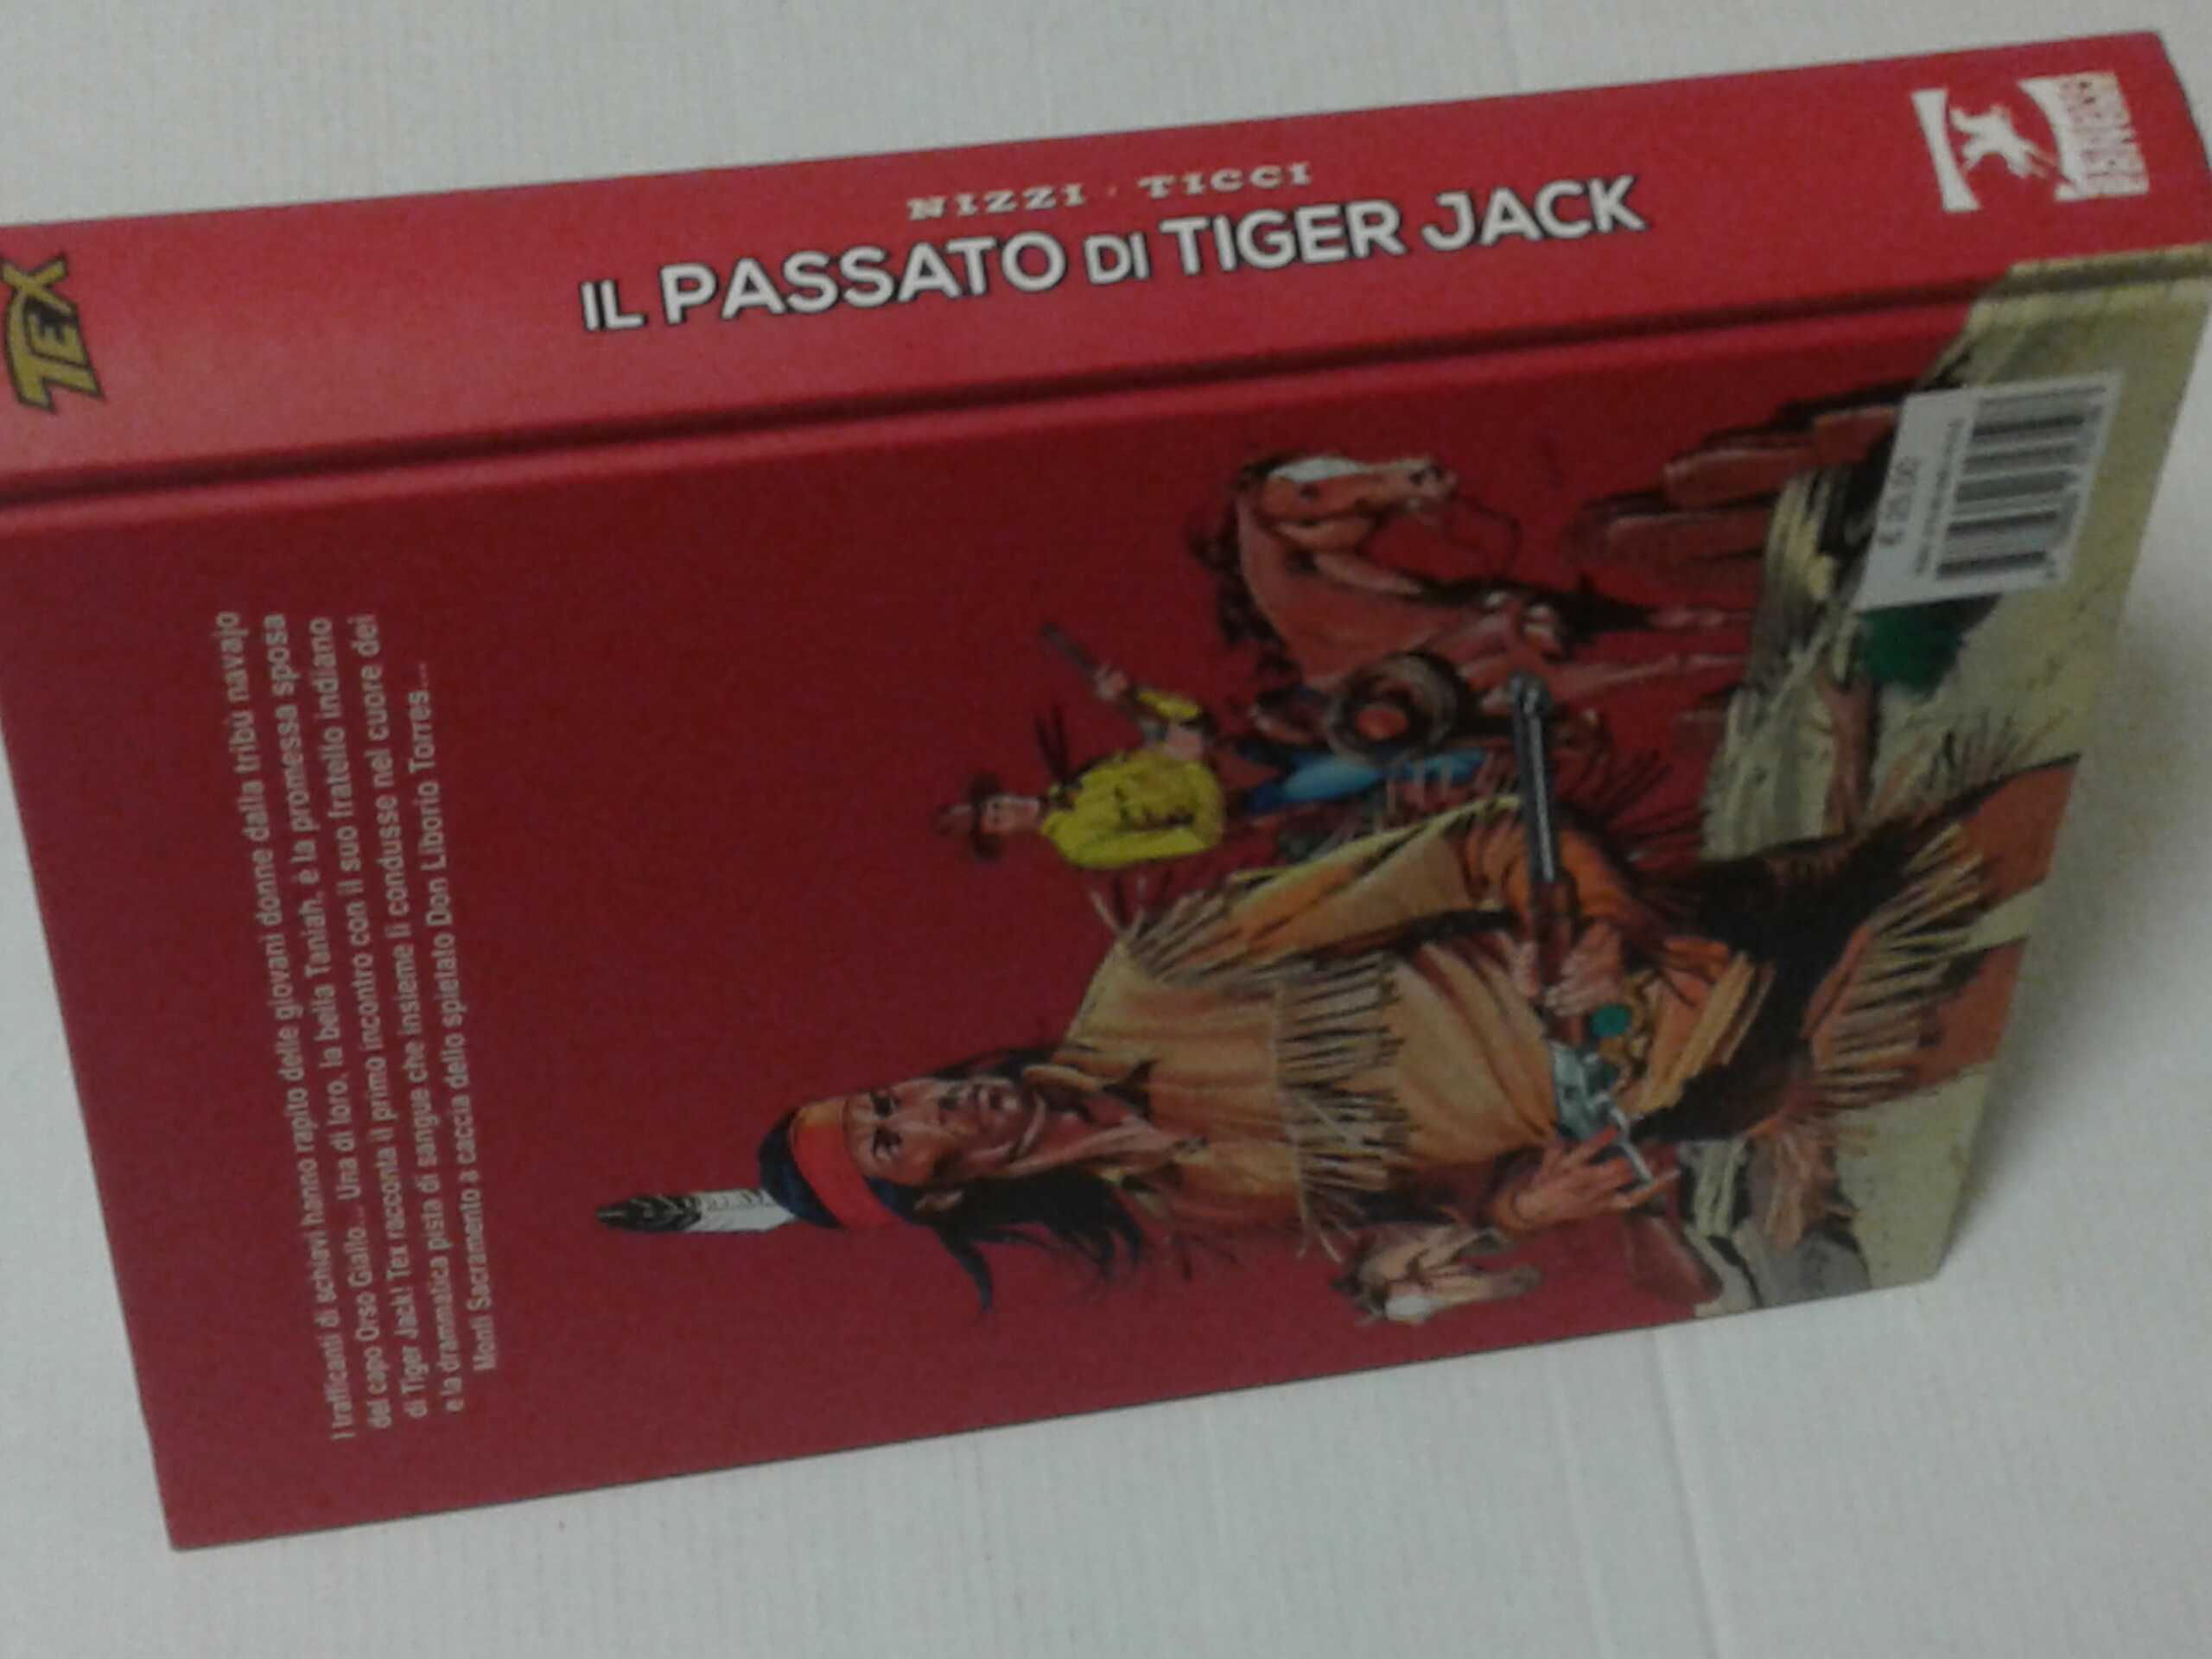 TEX
NIZZI · TICCI
IL PASSATO DI TIGER JACK
I trafficanti di schiavi hanno rapito delle giovani donne dalla tribù navajo
del capo Orso Giallo... Una di loro, la bella Taniah, è la promessa sposa
di Tiger Jack! Tex racconta il primo incontro con il suo fratello indiano
e la drammatica pista di sangue che insieme li condusse nel cuore dei
Monti Sacramento a caccia dello spietato Don Liborio Torres...